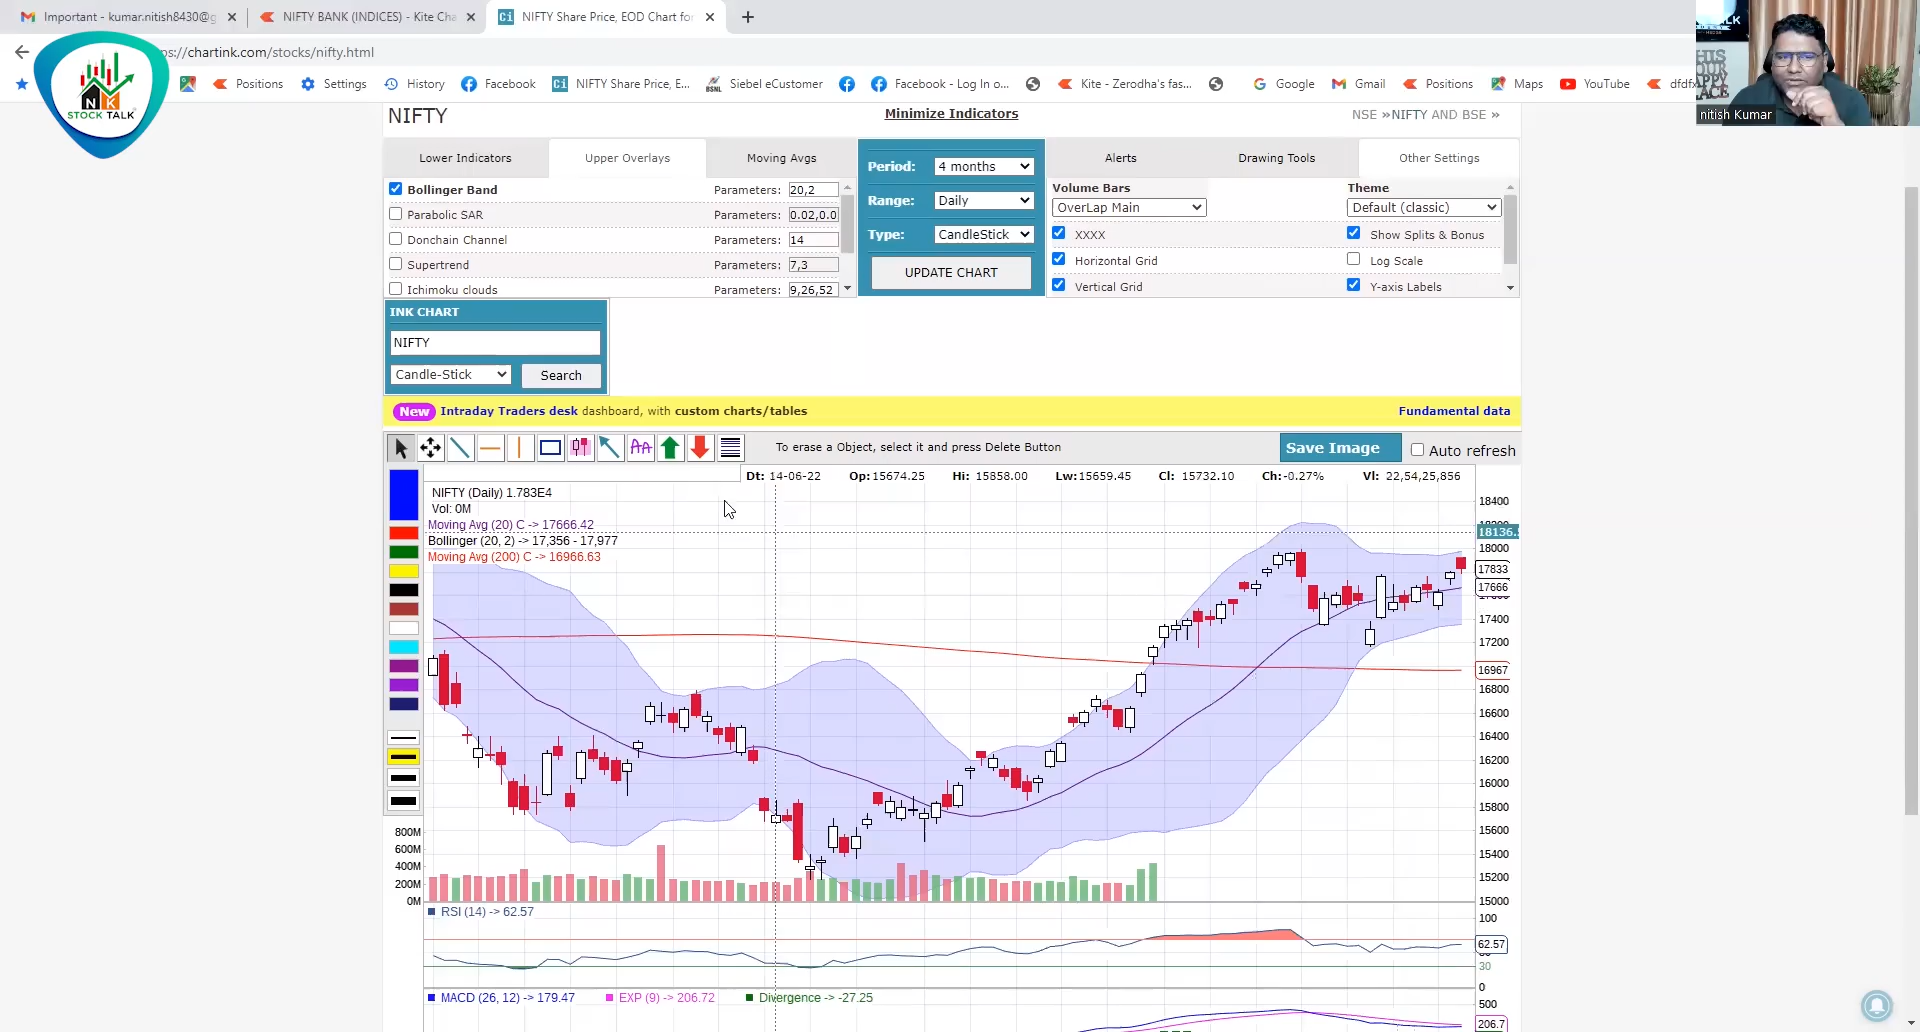 Important - kumar.nitish8430@g
NIFTY BANK (INDICES) - Kite Cha
NIFTY Share Price, EOD Chart for
ps://chartink.com/stocks/nifty.html
NK
STOCK TALK
Positions
Settings
History
Facebook
NIFTY Share Price, E...
Siebel eCustomer
Facebook - Log In o...
Kite - Zerodha's fas...
Google
Gmail
Positions
Maps
YouTube
nitish Kumar
NIFTY
Minimize Indicators
NSE »NIFTY AND BSE »
Lower Indicators
Upper Overlays
Moving Avgs
Bollinger Band Parameters: 20,2
Parabolic SAR Parameters: 0.02,0.0
Donchain Channel Parameters: 14
Supertrend Parameters: 7,3
Ichimoku clouds Parameters: 9,26,52
Period: 4 months
Range: Daily
Type: CandleStick
UPDATE CHART
Alerts
Drawing Tools
Other Settings
Volume Bars
OverLap Main
XXXX
Horizontal Grid
Vertical Grid
Theme
Default (classic)
Show Splits & Bonus
Log Scale
Y-axis Labels
INK CHART
NIFTY
Candle-Stick
Search
New Intraday Traders desk dashboard, with custom charts/tables
Fundamental data
To erase a Object, select it and press Delete Button
Save Image
Auto refresh
Dt: 14-06-22 Op:15674.25 Hi: 15858.00 Lw:15659.45 Cl: 15732.10 Ch:-0.27% Vl: 22,54,25,856
NIFTY (Daily) 1.783E4
Vol: 0M
Moving Avg (20) C -> 17666.42
Bollinger (20, 2) -> 17,356 - 17,977
Moving Avg (200) C -> 16966.63
18400
18136.
18000
17833
17666
17400
17200
16967
16800
16600
16400
16200
16000
15800
15600
15400
15200
15000
800M
600M
400M
200M
0M
RSI (14) -> 62.57
100
62.57
30
0
MACD (26, 12) -> 179.47 EXP (9) -> 206.72 Divergence -> -27.25
500
206.7